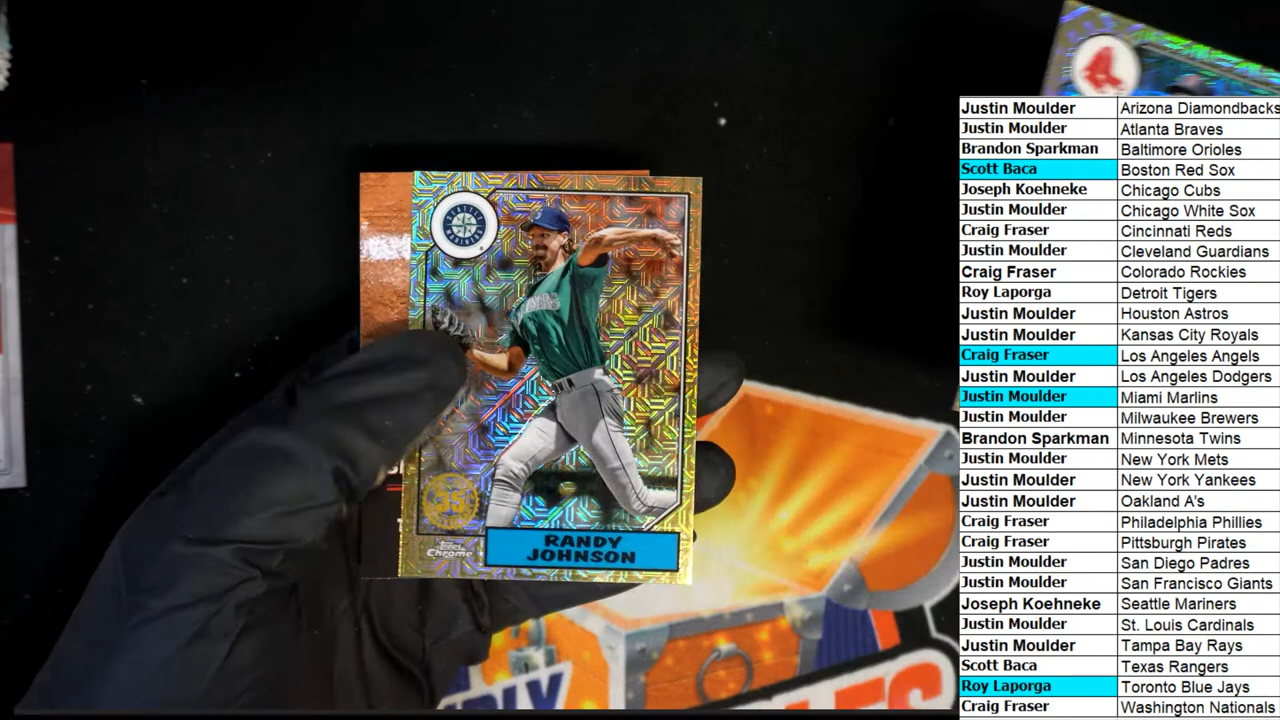 RANDY
JOHNSON
Topps
Chrome
35
Justin Moulder Arizona Diamondbacks
Justin Moulder Atlanta Braves
Brandon Sparkman Baltimore Orioles
Scott Baca Boston Red Sox
Joseph Koehneke Chicago Cubs
Justin Moulder Chicago White Sox
Craig Fraser Cincinnati Reds
Justin Moulder Cleveland Guardians
Craig Fraser Colorado Rockies
Roy Laporga Detroit Tigers
Justin Moulder Houston Astros
Justin Moulder Kansas City Royals
Craig Fraser Los Angeles Angels
Justin Moulder Los Angeles Dodgers
Justin Moulder Miami Marlins
Justin Moulder Milwaukee Brewers
Brandon Sparkman Minnesota Twins
Justin Moulder New York Mets
Justin Moulder New York Yankees
Justin Moulder Oakland A's
Craig Fraser Philadelphia Phillies
Craig Fraser Pittsburgh Pirates
Justin Moulder San Diego Padres
Justin Moulder San Francisco Giants
Joseph Koehneke Seattle Mariners
Justin Moulder St. Louis Cardinals
Justin Moulder Tampa Bay Rays
Scott Baca Texas Rangers
Roy Laporga Toronto Blue Jays
Craig Fraser Washington Nationals